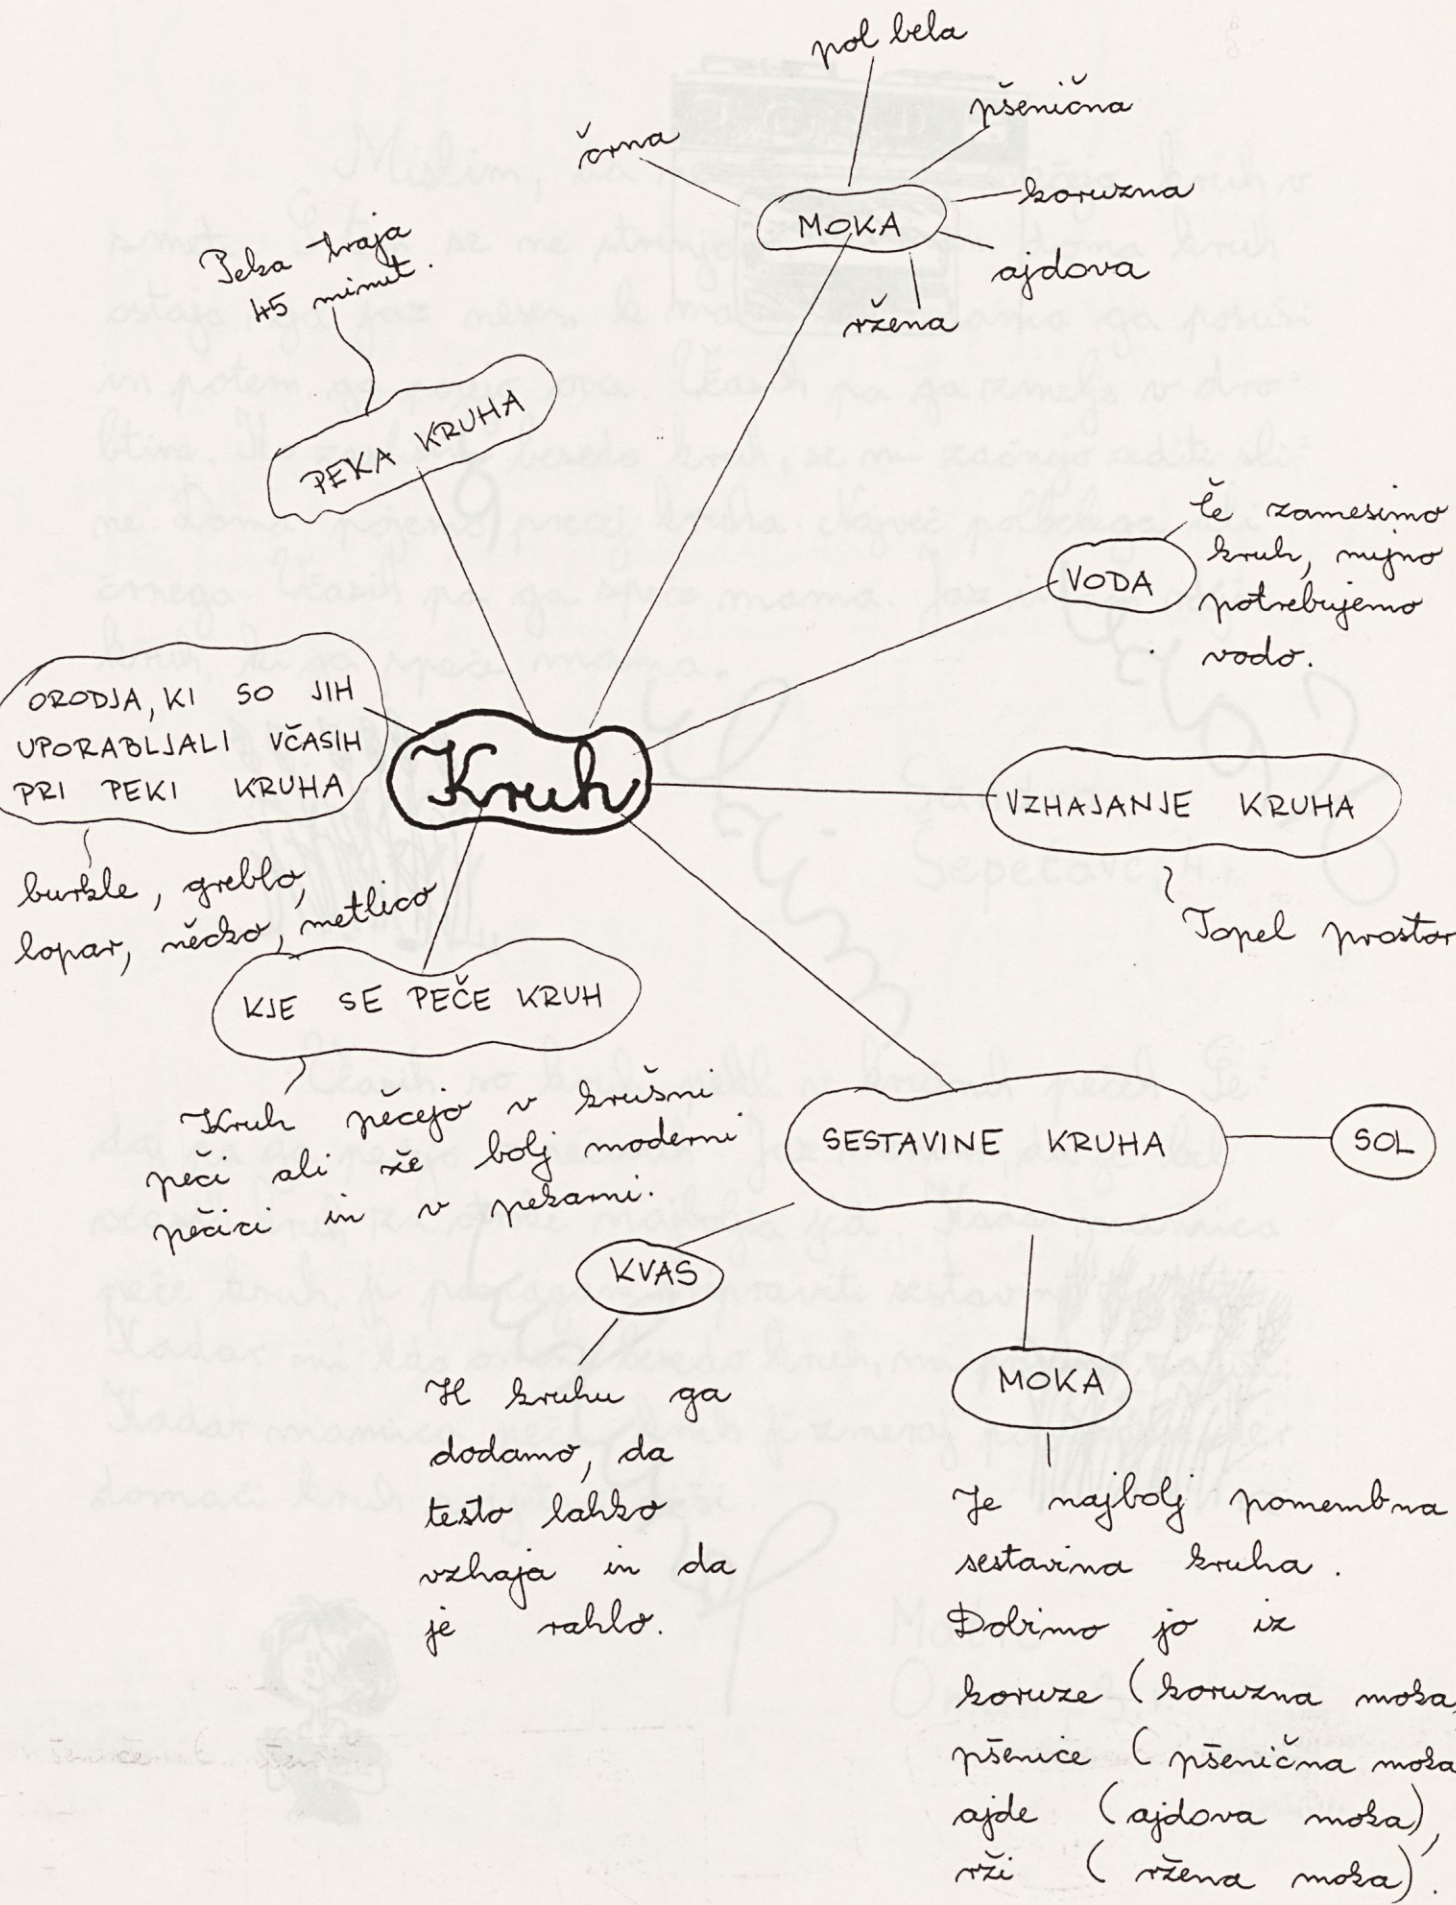 pol bela
pšenična
črna
koruzna
MOKA
ajdova
ržena
Peka traja
45 minut.
PEKA KRUHA
Če zamesimo
kruh, nujno
potrebujemo
vodo.
VODA
ORODJA, KI SO JIH
UPORABLJALI VČASIH
PRI PEKI KRUHA
Kruh
VZHAJANJE KRUHA
Topel prostor
burkle, greblo,
lopar, nečko, metlico
KJE SE PEČE KRUH
Kruh pečejo v krušni
peči ali že bolj moderni
pečici in v pekarni.
SESTAVINE KRUHA
SOL
KVAS
H kruhu ga
dodamo, da
testo lahko
vzhaja in da
je rahlo.
MOKA
Je najbolj pomembna
sestavina kruha.
Dobimo jo iz
koruze (koruzna moka,
pšenice (pšenična moka
ajde (ajdova moka),
rži (ržena moka).